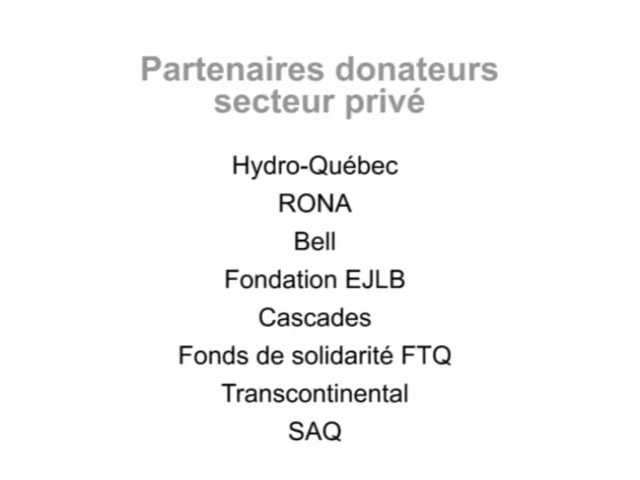 Partenaires donateurs
secteur privé
Hydro-Québec
RONA
Bell
Fondation EJLB
Cascades
Fonds de solidarité FTQ
Transcontinental
SAQ